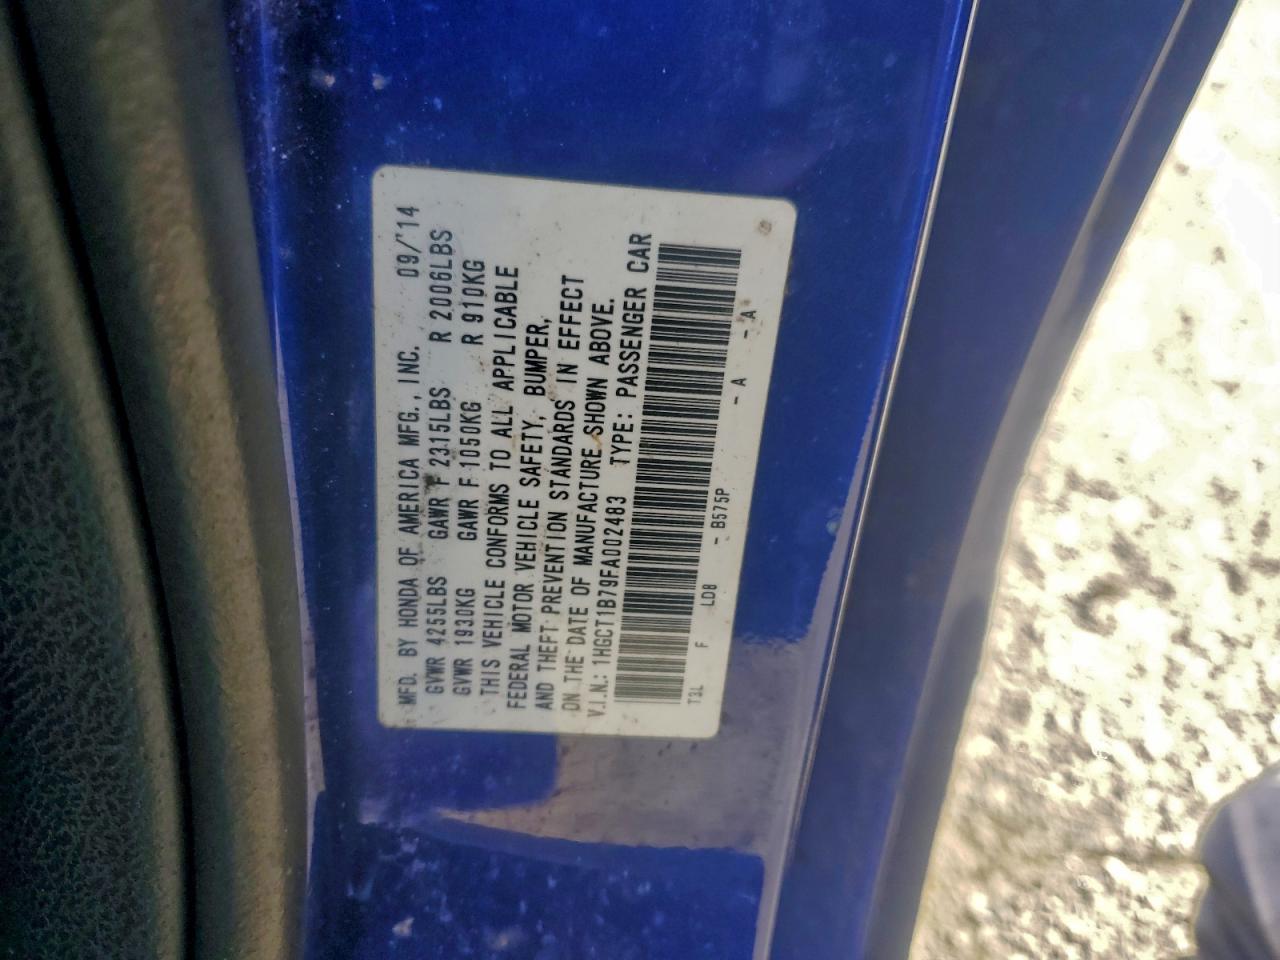 MFD. BY HONDA OF AMERICA MFG., INC. 09/'14
GVWR 4255LBS GAWR F 2315LBS R 2006LBS
GVWR 1930KG GAWR F 1050KG R 910KG
THIS VEHICLE CONFORMS TO ALL APPLICABLE
FEDERAL MOTOR VEHICLE SAFETY, BUMPER,
AND THEFT PREVENTION STANDARDS IN EFFECT
ON THE DATE OF MANUFACTURE SHOWN ABOVE.
V.I.N.: 1HGCT1B79FA002483 TYPE: PASSENGER CAR
T3L F LD8 - B575P - A - A